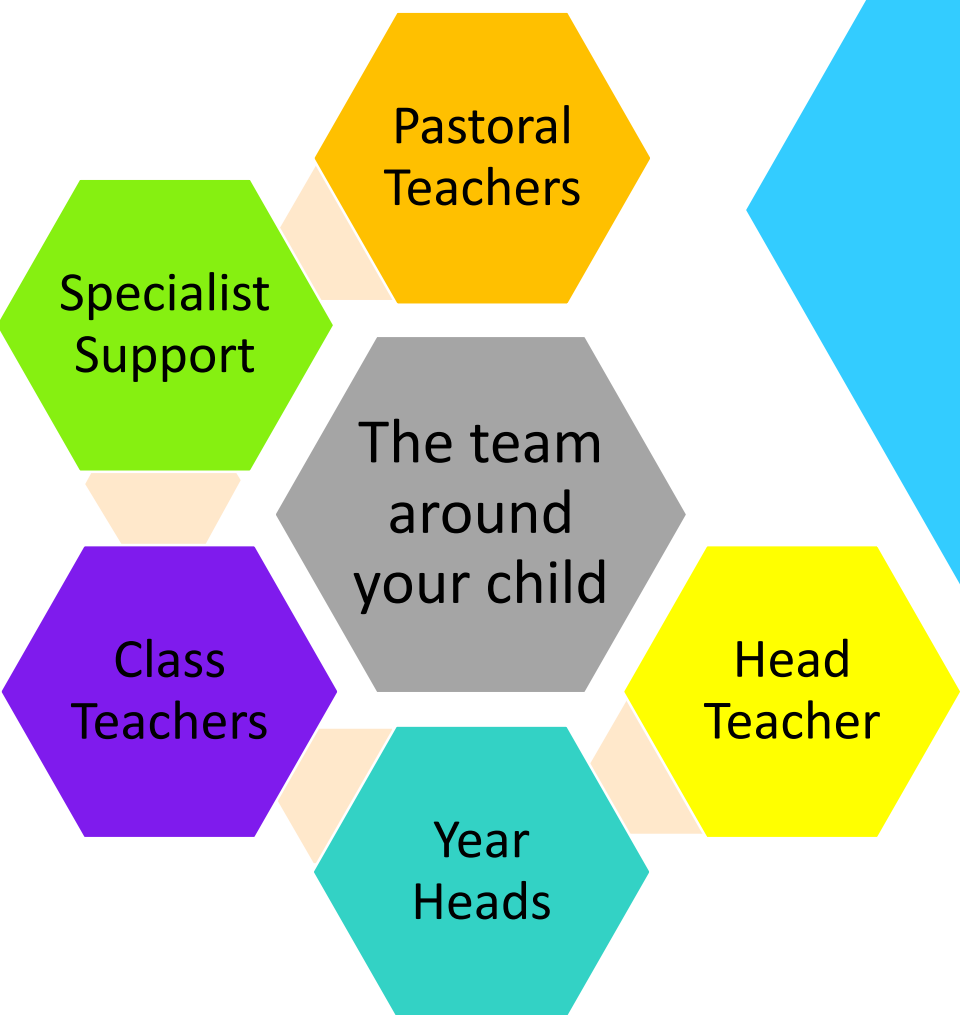 Pastoral
Teachers
Specialist
Support
The team
around
your child
Class
Teachers
Head
Teacher
Year
Heads